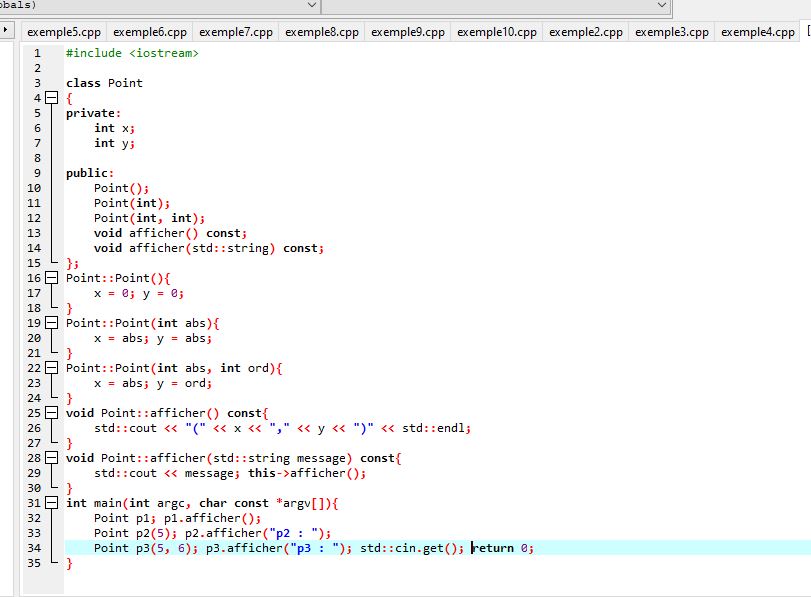 obals)
exemple5.cpp exemple6.cpp exemple7.cpp exemple8.cpp exemple9.cpp exemple10.cpp exemple2.cpp exemple3.cpp exemple4.cpp
1 #include <iostream>
2
3 class Point
4 {
5 private:
6     int x;
7     int y;
8
9 public:
10     Point();
11     Point(int);
12     Point(int, int);
13     void afficher() const;
14     void afficher(std::string) const;
15 };
16 Point::Point(){
17     x = 0; y = 0;
18 }
19 Point::Point(int abs){
20     x = abs; y = abs;
21 }
22 Point::Point(int abs, int ord){
23     x = abs; y = ord;
24 }
25 void Point::afficher() const{
26     std::cout << "(" << x << "," << y << ")" << std::endl;
27 }
28 void Point::afficher(std::string message) const{
29     std::cout << message; this->afficher();
30 }
31 int main(int argc, char const *argv[]){
32     Point p1; p1.afficher();
33     Point p2(5); p2.afficher("p2 : ");
34     Point p3(5, 6); p3.afficher("p3 : "); std::cin.get(); return 0;
35 }